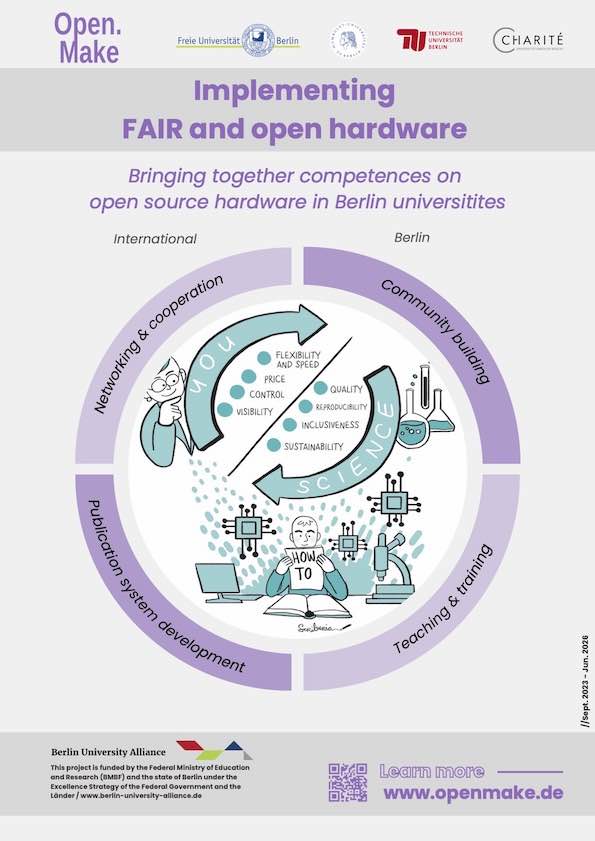 Open.
Make
Freie Universität Berlin
TECHNISCHE
UNIVERSITÄT
BERLIN
CHARITÉ
Implementing
FAIR and open hardware
Bringing together competences on
open source hardware in Berlin universitites
International
Berlin
Networking & cooperation
Community building
YOU
FLEXIBILITY
AND SPEED
PRICE
CONTROL
VISIBILITY
QUALITY
REPRODUCIBILITY
INCLUSIVENESS
SUSTAINABILITY
SCIENCE
HOW
TO
Publication system development
Teaching & training
//Sept. 2023 - Jun. 2026
Berlin University Alliance
This project is funded by the Federal Ministry of Education
and Research (BMBF) and the state of Berlin under the
Excellence Strategy of the Federal Government and the
Länder / www.berlin-university-alliance.de
Learn more
www.openmake.de